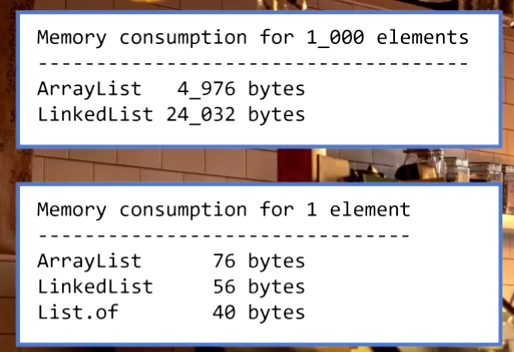 Memory consumption for 1_000 elements
-------------------------------------
ArrayList   4_976 bytes
LinkedList 24_032 bytes
Memory consumption for 1 element
--------------------------------
ArrayList      76 bytes
LinkedList     56 bytes
List.of        40 bytes